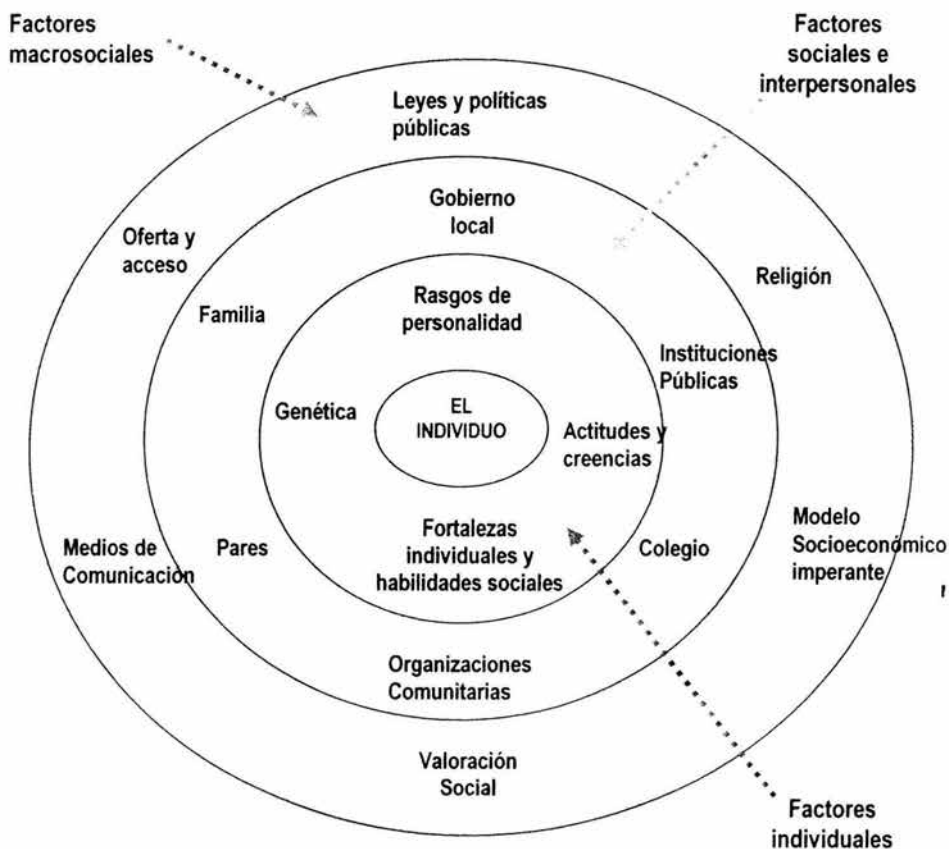 Factores
macrosociales
Factores
sociales e
interpersonales
Leyes y políticas
públicas
Gobierno
local
Oferta y
acceso
Religión
Familia
Rasgos de
personalidad
Instituciones
Públicas
Genética
EL
INDIVIDUO
Actitudes y
creencias
Medios de
Comunicación
Pares
Fortalezas
individuales y
habilidades sociales
Colegio
Modelo
Socioeconómico
imperante
Organizaciones
Comunitarias
Valoración
Social
Factores
individuales